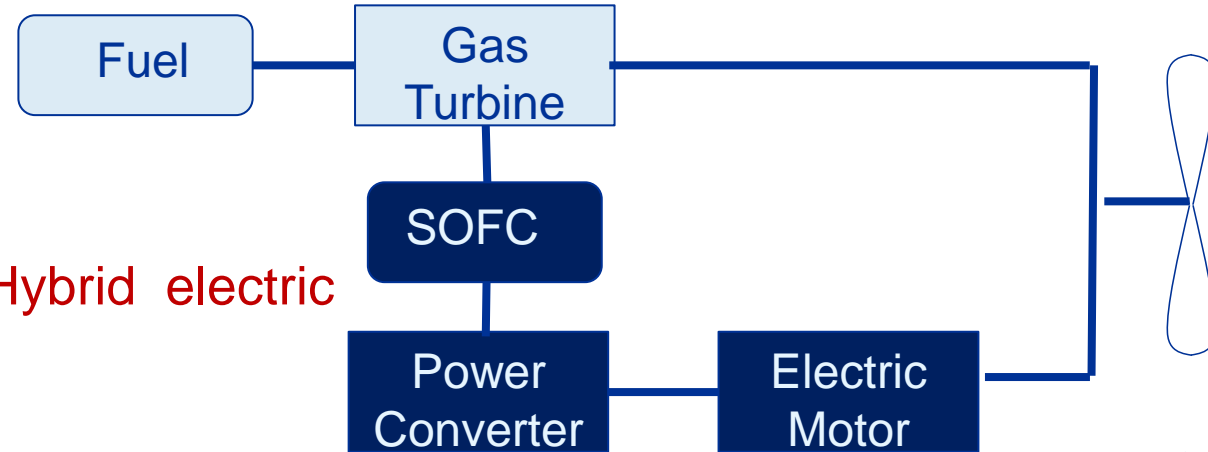 Fuel
Gas
Turbine
SOFC
Hybrid electric
Power
Converter
Electric
Motor